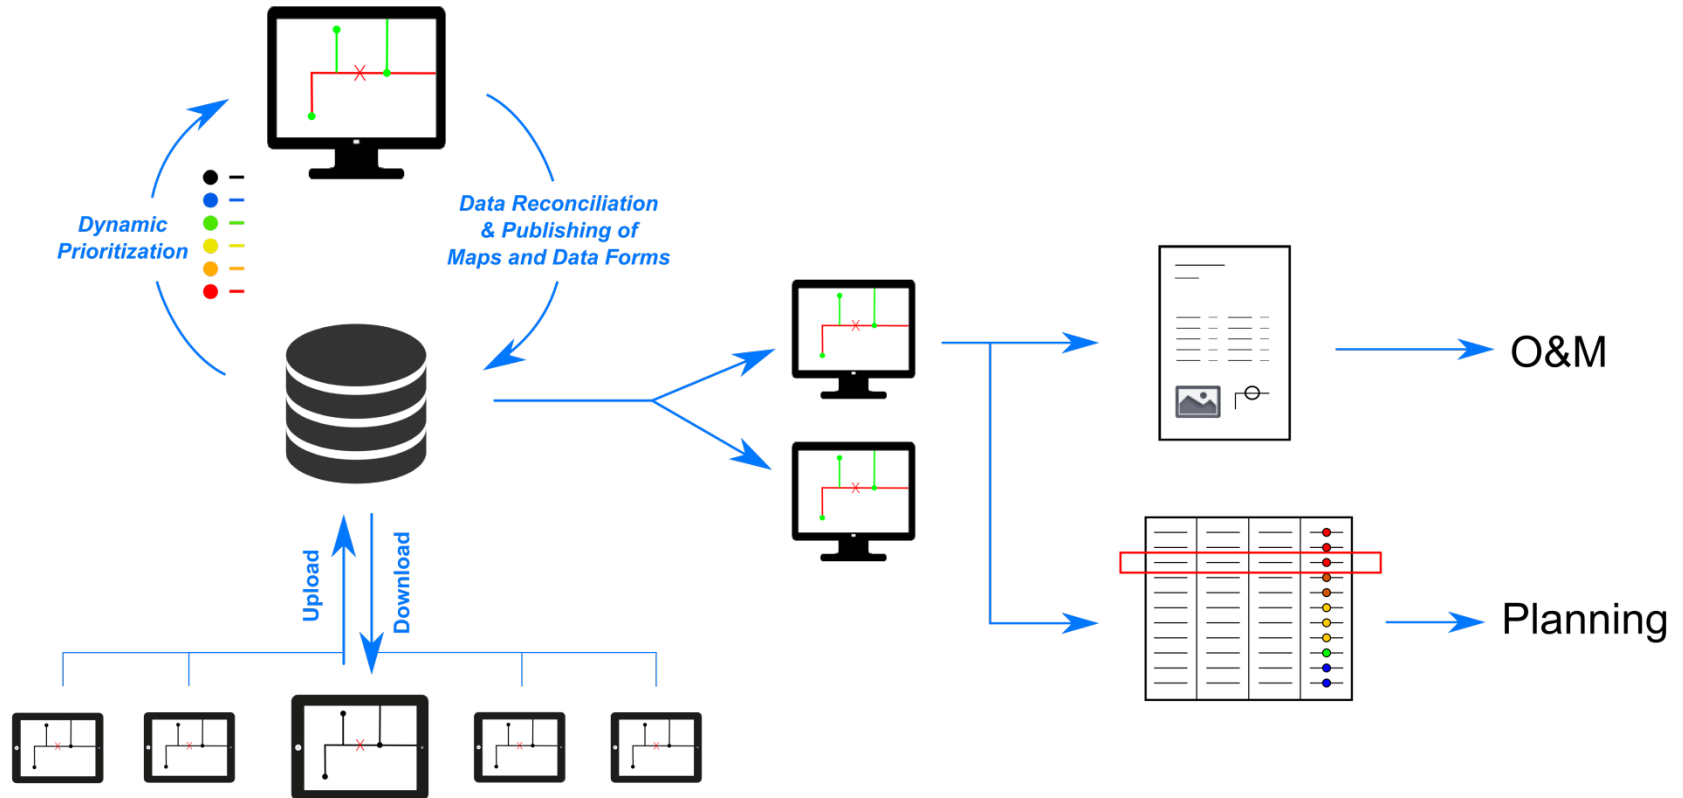 Dynamic
Prioritization
Data Reconciliation
& Publishing of
Maps and Data Forms
O&M
Upload
Download
Planning